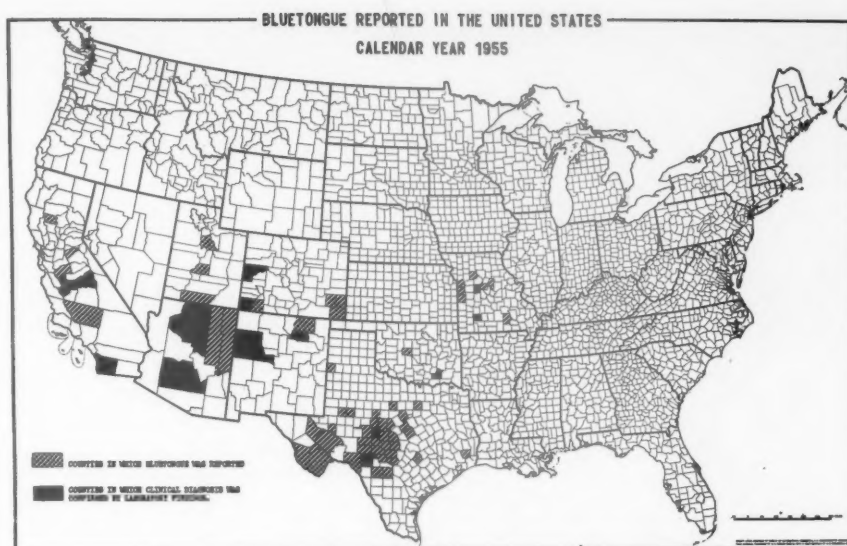 BLUETONGUE REPORTED IN THE UNITED STATES
CALENDAR YEAR 1955
COUNTIES IN WHICH BLUETONGUE WAS REPORTED
COUNTIES IN WHICH CLINICAL DIAGNOSIS WAS
CONFIRMED BY LABORATORY FINDINGS.